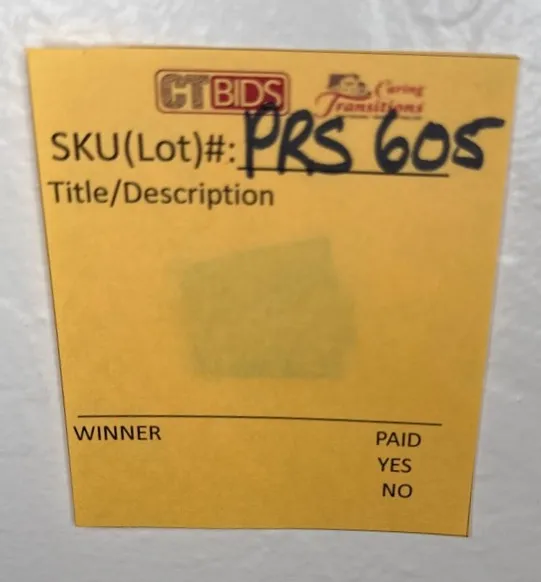 CTBIDS Caring
Transitions
SKU(Lot)#: PRS 605
Title/Description
WINNER PAID
YES
NO